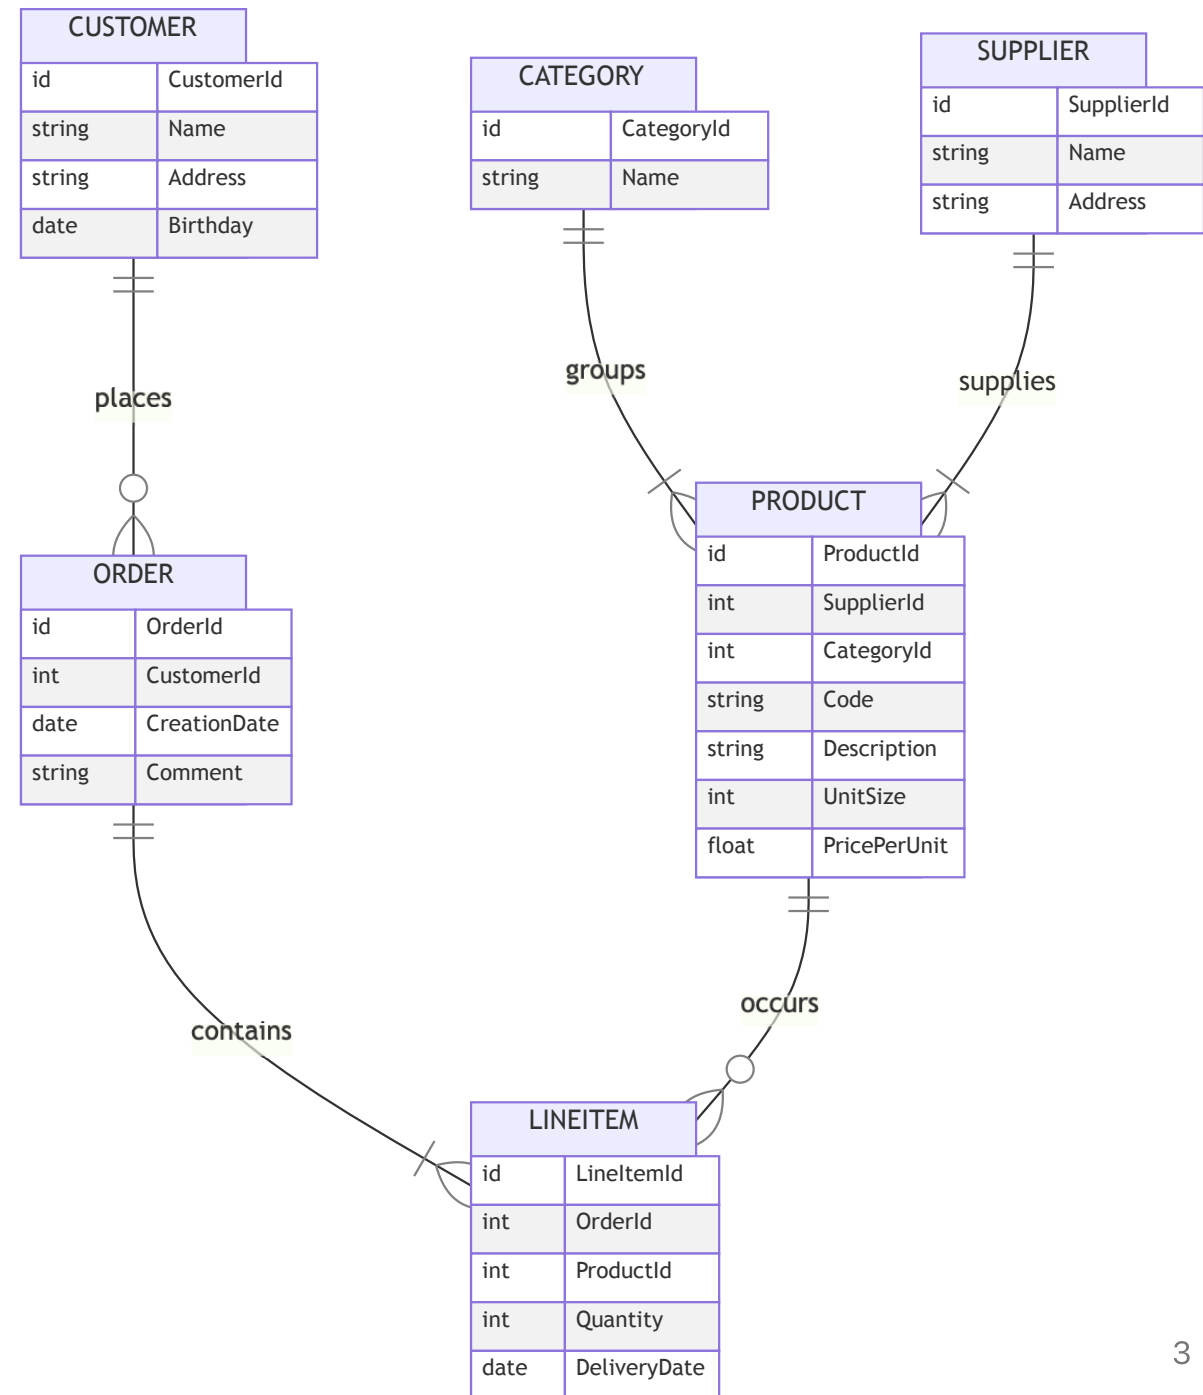 CUSTOMER
id CustomerId
string Name
string Address
date Birthday
CATEGORY
id CategoryId
string Name
SUPPLIER
id SupplierId
string Name
string Address
places
groups
supplies
ORDER
id OrderId
int CustomerId
date CreationDate
string Comment
PRODUCT
id ProductId
int SupplierId
int CategoryId
string Code
string Description
int UnitSize
float PricePerUnit
contains
occurs
LINEITEM
id LineItemId
int OrderId
int ProductId
int Quantity
date DeliveryDate
3